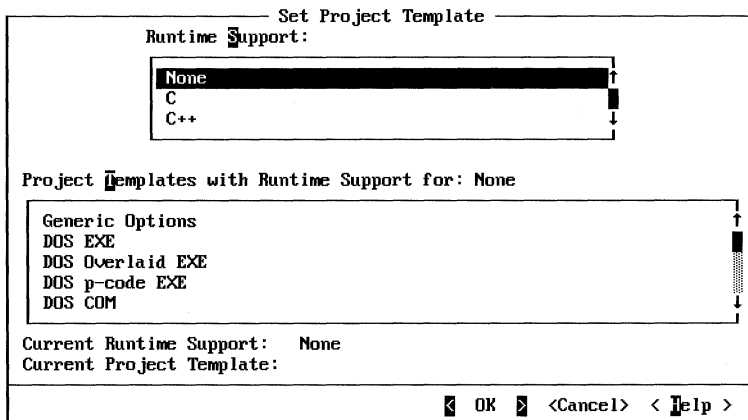 Set Project Template
Runtime Support:
None
C
C++
Project Templates with Runtime Support for: None
Generic Options
DOS EXE
DOS Overlaid EXE
DOS p-code EXE
DOS COM
Current Runtime Support: None
Current Project Template:
< OK > <Cancel> < Help >